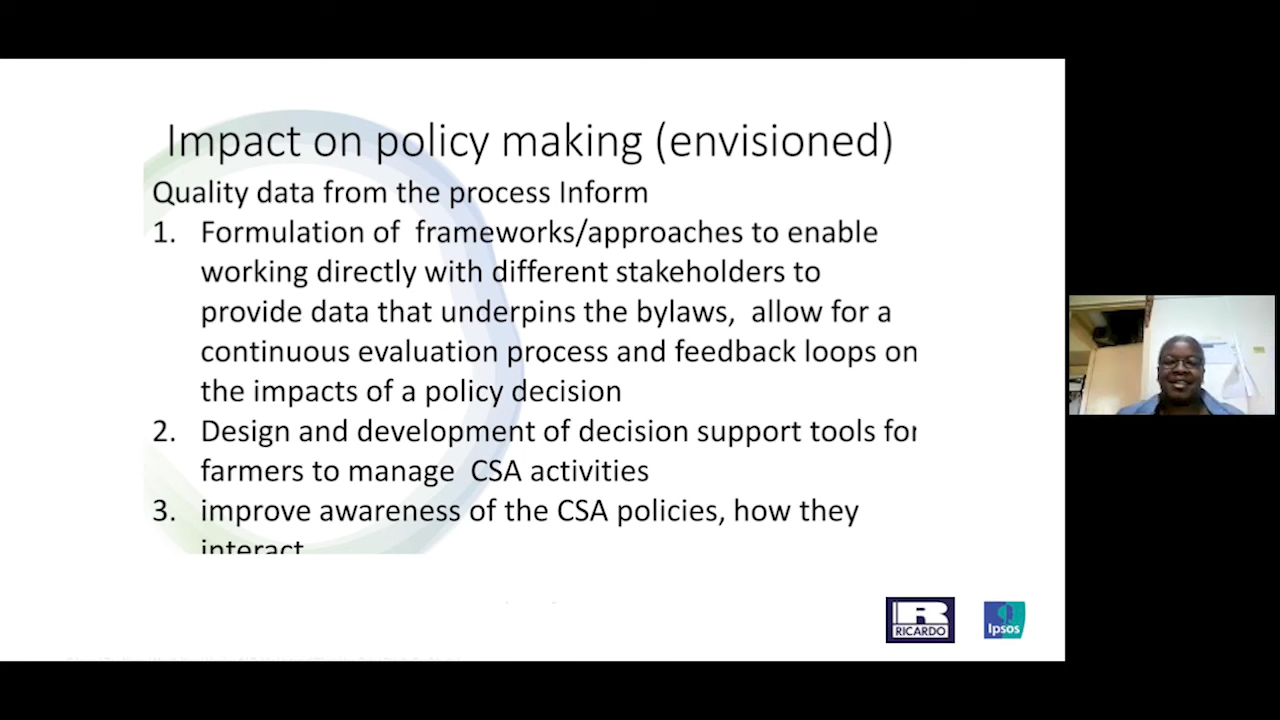 Impact on policy making (envisioned)
Quality data from the process Inform
1. Formulation of frameworks/approaches to enable
working directly with different stakeholders to
provide data that underpins the bylaws, allow for a
continuous evaluation process and feedback loops on
the impacts of a policy decision
2. Design and development of decision support tools for
farmers to manage CSA activities
3. improve awareness of the CSA policies, how they
interact
RICARDO
Ipsos